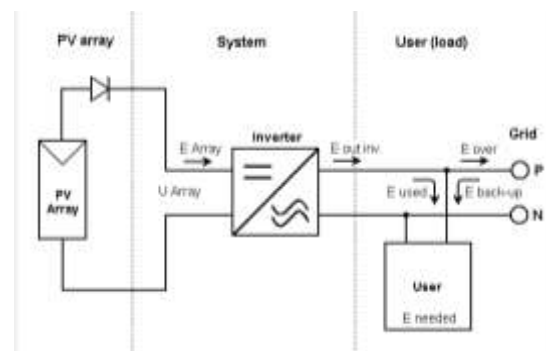 PV array
System
User (load)
Inverter
E Array
E out inv.
E over
Grid
P
PV
Array
U Array
E used
E back-up
N
User
E needed